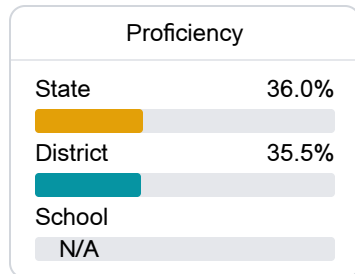 Proficiency
State 36.0%
District 35.5%
School
N/A